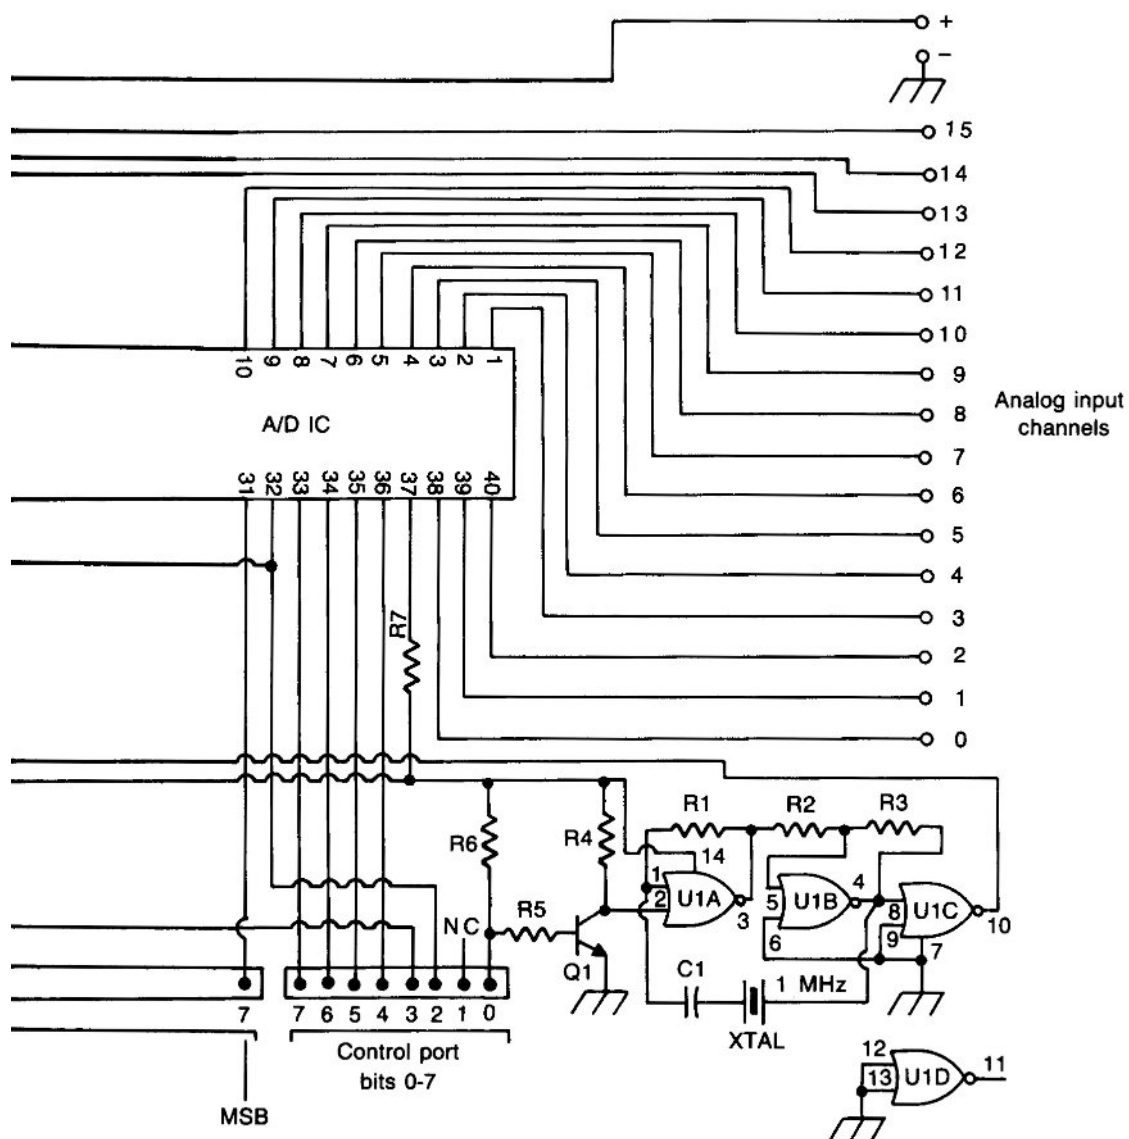 +
−
15
14
13
12
11
10
9
8
7
6
5
4
3
2
1
0
Analog input
channels
10 9 8 7 6 5 4 3 2 1
A/D IC
31 32 33 34 35 36 37 38 39 40
R7
R1 R2 R3
R6 R4 14
1 2 U1A 3
5 6 U1B 4
8 9 U1C 7 10
NC R5
Q1
C1 1 MHz
XTAL
7 7 6 5 4 3 2 1 0
Control port
bits 0-7
MSB
12 13 U1D 11